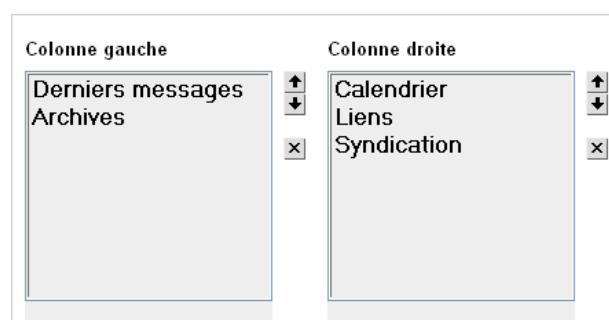 Colonne gauche
Derniers messages
Archives
Colonne droite
Calendrier
Liens
Syndication